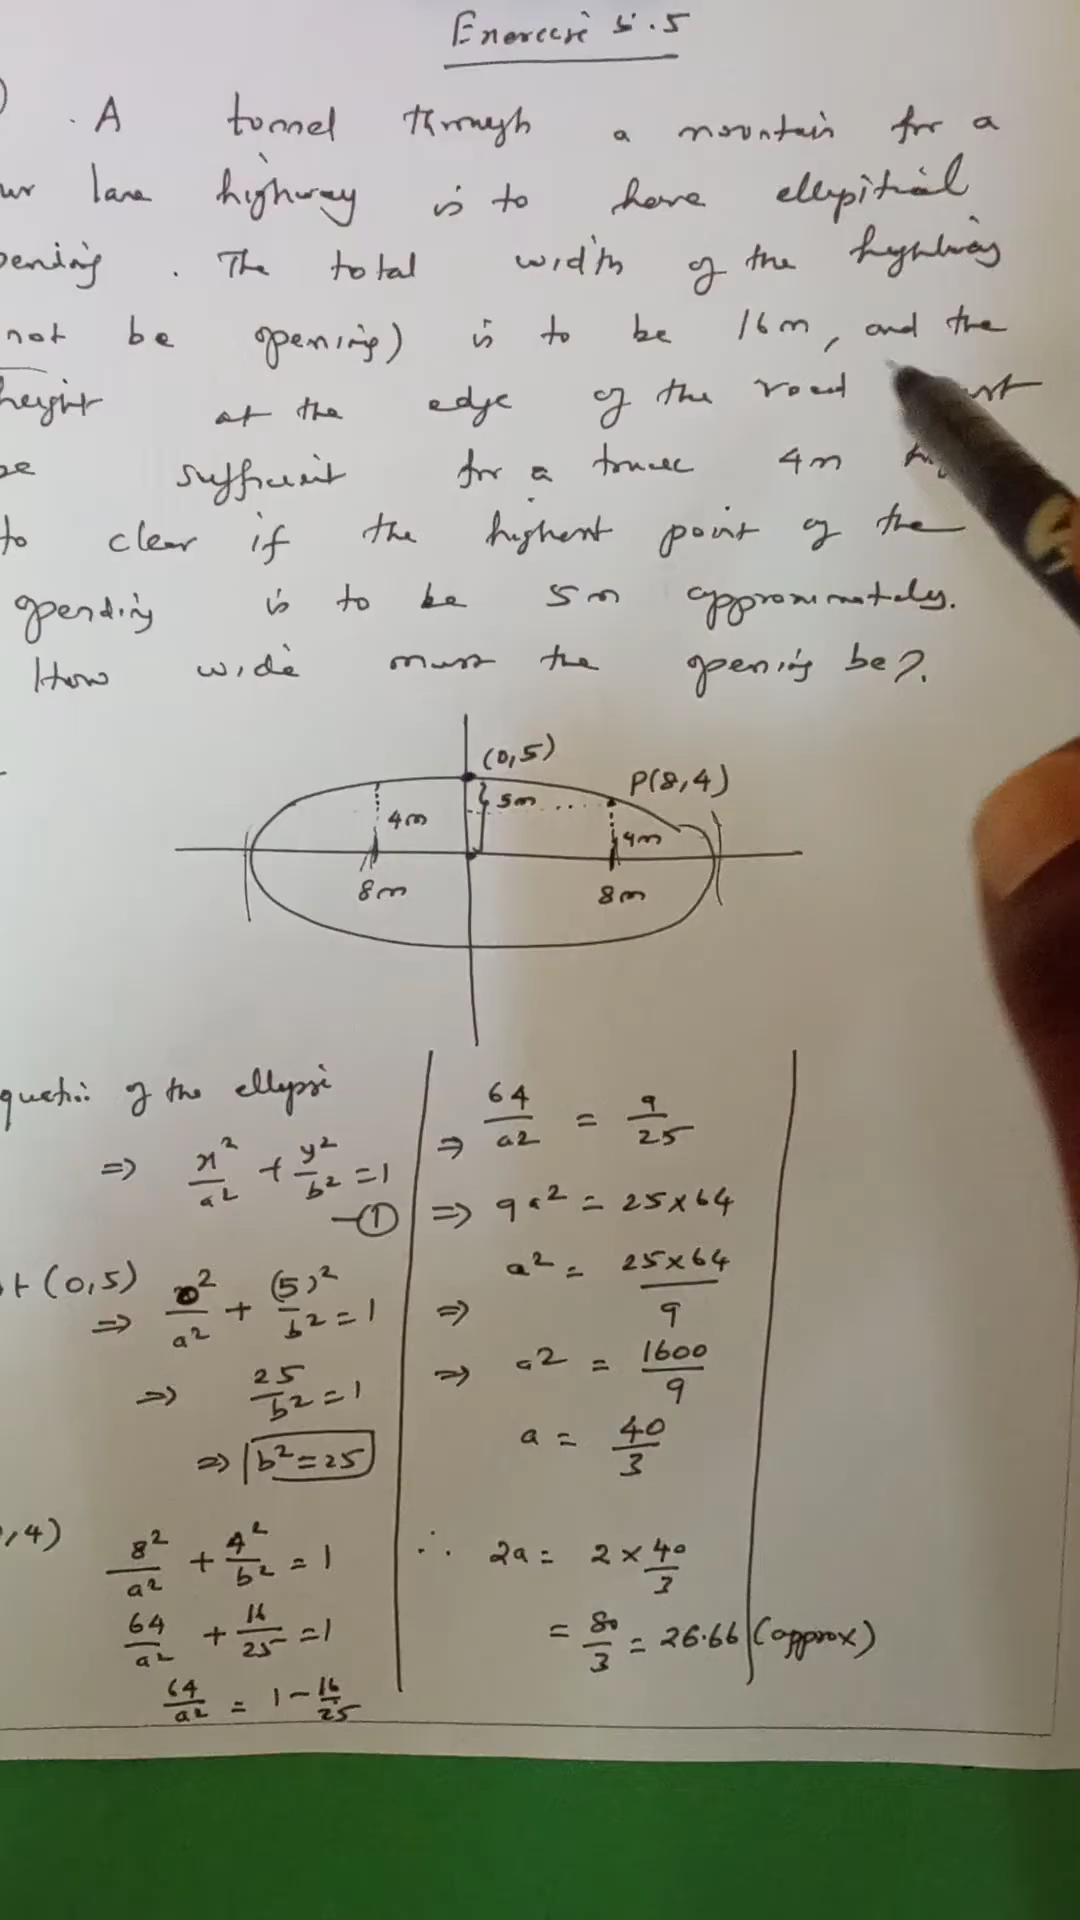 Exercise 5.5
A tunnel through a mountain for a
ur lane highway is to have elliptical
pening . The total width of the highway
not be opening) is to be 16m, and the
height at the edge of the road
be sufficient for a truck 4m
to clear if the highest point of the
opening is to be 5m approximately.
How wide must the opening be?
(0,5)
P(8,4)
5m
4m
4m
8m
8m
quation of the ellipse
⇒ x²/a² + y²/b² = 1
—①
at (0,5)
⇒ 0²/a² + (5)²/b² = 1
⇒ 25/b² = 1
⇒ b² = 25
,4) 8²/a² + 4²/b² = 1
64/a² + 16/25 = 1
64/a² = 1 - 16/25
⇒ 64/a2 = 9/25
⇒ 9a² = 25×64
⇒ a² = 25×64/9
⇒ a2 = 1600/9
a = 40/3
∴ 2a = 2 × 40/3
= 80/3 = 26.66 (approx)